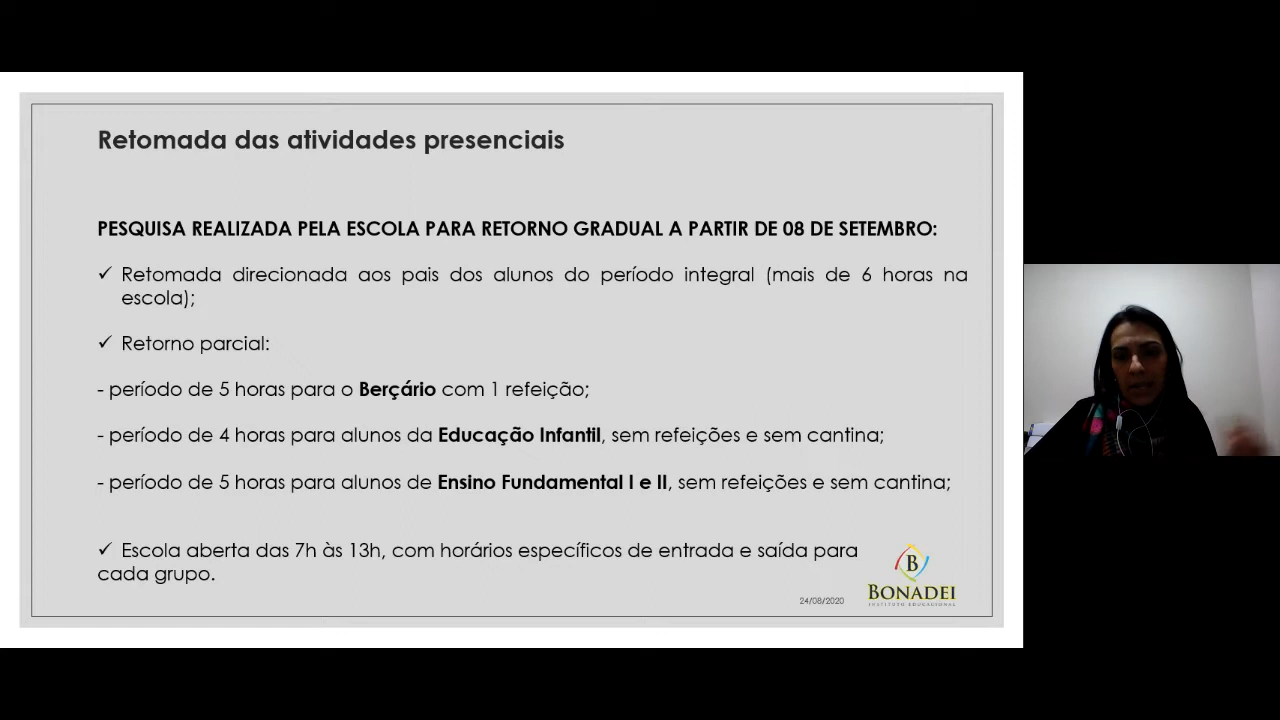 Retomada das atividades presenciais
PESQUISA REALIZADA PELA ESCOLA PARA RETORNO GRADUAL A PARTIR DE 08 DE SETEMBRO:
✓ Retomada direcionada aos pais dos alunos do período integral (mais de 6 horas na
escola);
✓ Retorno parcial:
- período de 5 horas para o Berçário com 1 refeição;
- período de 4 horas para alunos da Educação Infantil, sem refeições e sem cantina;
- período de 5 horas para alunos de Ensino Fundamental I e II, sem refeições e sem cantina;
✓ Escola aberta das 7h às 13h, com horários específicos de entrada e saída para
cada grupo.
B
BONADEI
INSTITUTO EDUCACIONAL
24/08/2020